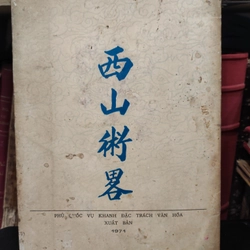 西
山
術
畧
PHỦ QUỐC VỤ KHANH ĐẶC TRÁCH VĂN HÓA
XUẤT BẢN
1971